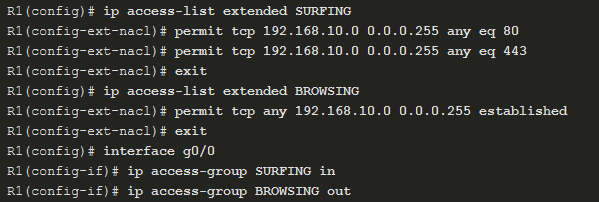 R1(config)# ip access-list extended SURFING
R1(config-ext-nacl)# permit tcp 192.168.10.0 0.0.0.255 any eq 80
R1(config-ext-nacl)# permit tcp 192.168.10.0 0.0.0.255 any eq 443
R1(config-ext-nacl)# exit
R1(config)# ip access-list extended BROWSING
R1(config-ext-nacl)# permit tcp any 192.168.10.0 0.0.0.255 established
R1(config-ext-nacl)# exit
R1(config)# interface g0/0
R1(config-if)# ip access-group SURFING in
R1(config-if)# ip access-group BROWSING out